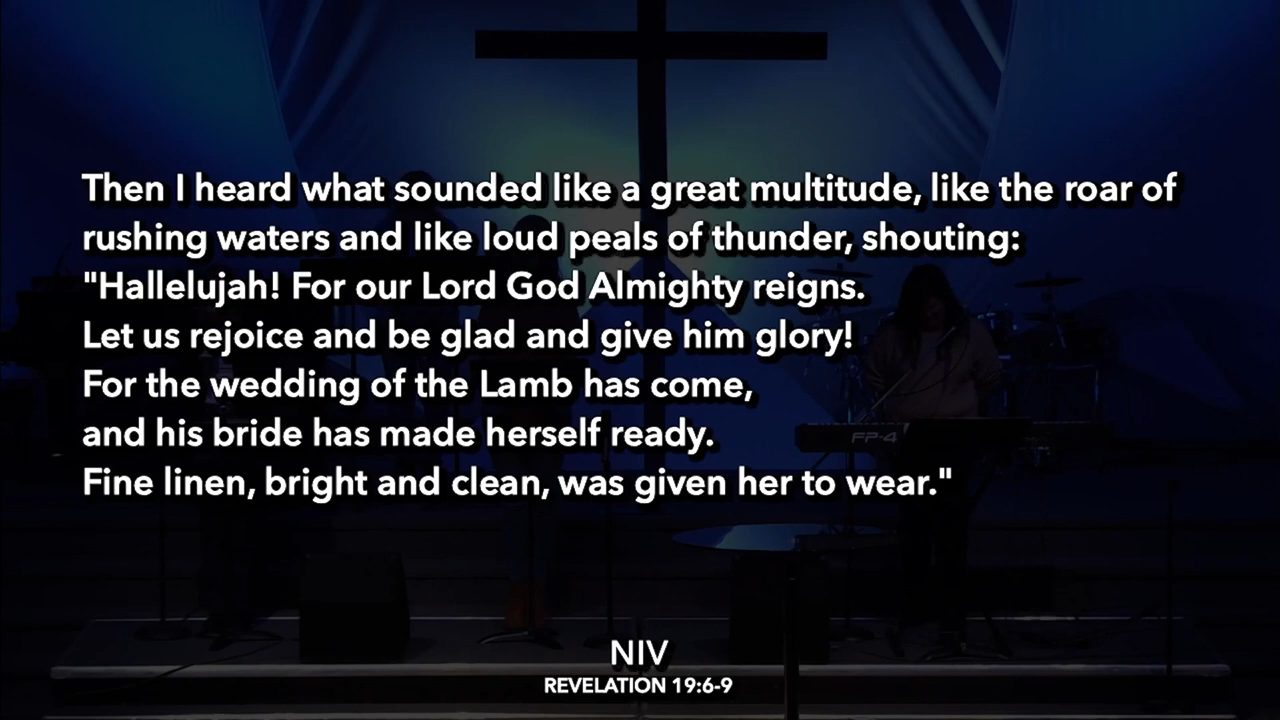 Then I heard what sounded like a great multitude, like the roar of
rushing waters and like loud peals of thunder, shouting:
"Hallelujah! For our Lord God Almighty reigns.
Let us rejoice and be glad and give him glory!
For the wedding of the Lamb has come,
and his bride has made herself ready.
FP-4
Fine linen, bright and clean, was given her to wear."
NIV
REVELATION 19:6-9